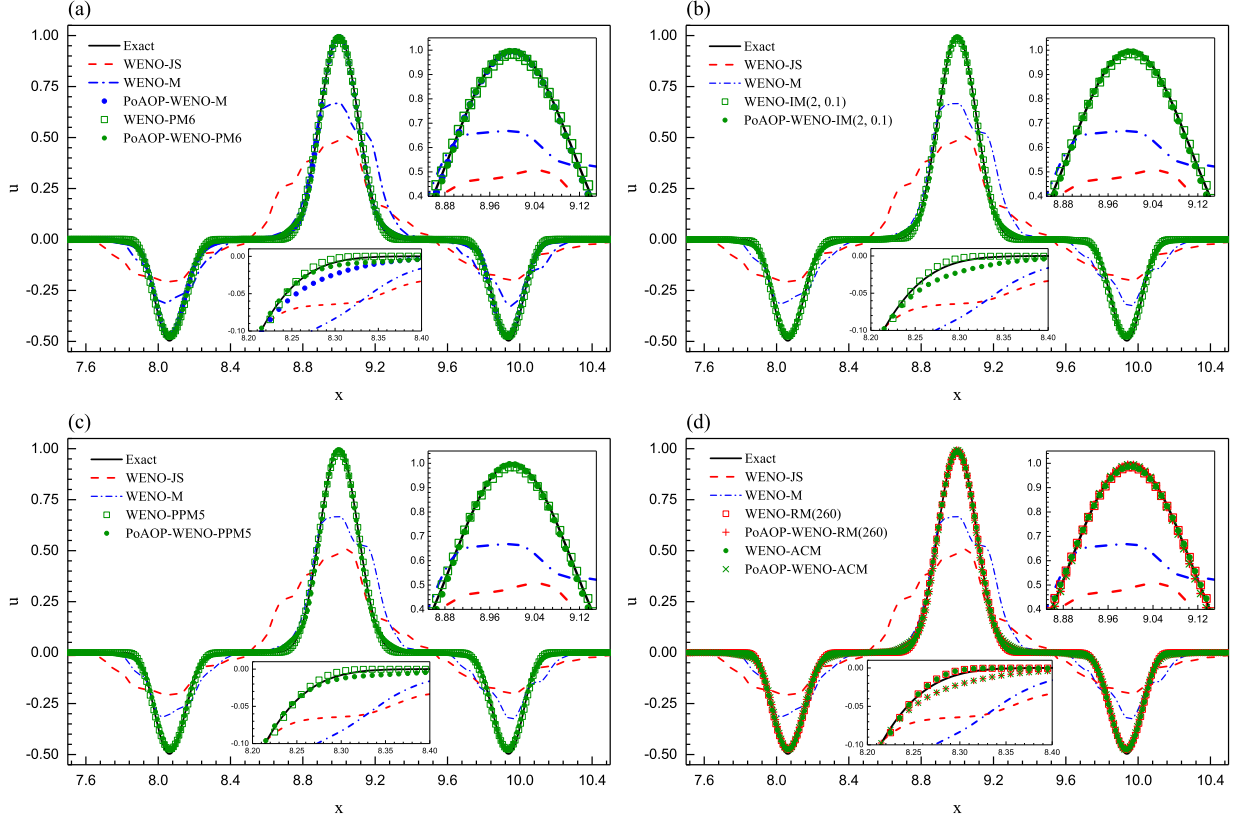 (a)
1.00
0.75
0.50
0.25
0.00
-0.25
-0.50
u
Exact
WENO-JS
WENO-M
PoAOP-WENO-M
WENO-PM6
PoAOP-WENO-PM6
1.0
0.9
0.8
0.7
0.6
0.5
0.4
8.88 8.96 9.04 9.12
0.00
-0.05
-0.10
8.20 8.25 8.30 8.35 8.40
7.6 8.0 8.4 8.8 9.2 9.6 10.0 10.4
x
(b)
1.00
0.75
0.50
0.25
0.00
-0.25
-0.50
u
Exact
WENO-JS
WENO-M
WENO-IM(2, 0.1)
PoAOP-WENO-IM(2, 0.1)
1.0
0.9
0.8
0.7
0.6
0.5
0.4
8.88 8.96 9.04 9.12
0.00
-0.05
-0.10
8.20 8.25 8.30 8.35 8.40
7.6 8.0 8.4 8.8 9.2 9.6 10.0 10.4
x
(c)
1.00
0.75
0.50
0.25
0.00
-0.25
-0.50
u
Exact
WENO-JS
WENO-M
WENO-PPM5
PoAOP-WENO-PPM5
1.0
0.9
0.8
0.7
0.6
0.5
0.4
8.88 8.96 9.04 9.12
0.00
-0.05
-0.10
8.20 8.25 8.30 8.35 8.40
7.6 8.0 8.4 8.8 9.2 9.6 10.0 10.4
x
(d)
1.00
0.75
0.50
0.25
0.00
-0.25
-0.50
u
Exact
WENO-JS
WENO-M
WENO-RM(260)
PoAOP-WENO-RM(260)
WENO-ACM
PoAOP-WENO-ACM
1.0
0.9
0.8
0.7
0.6
0.5
0.4
8.88 8.96 9.04 9.12
0.00
-0.05
-0.10
8.20 8.25 8.30 8.35 8.40
7.6 8.0 8.4 8.8 9.2 9.6 10.0 10.4
x